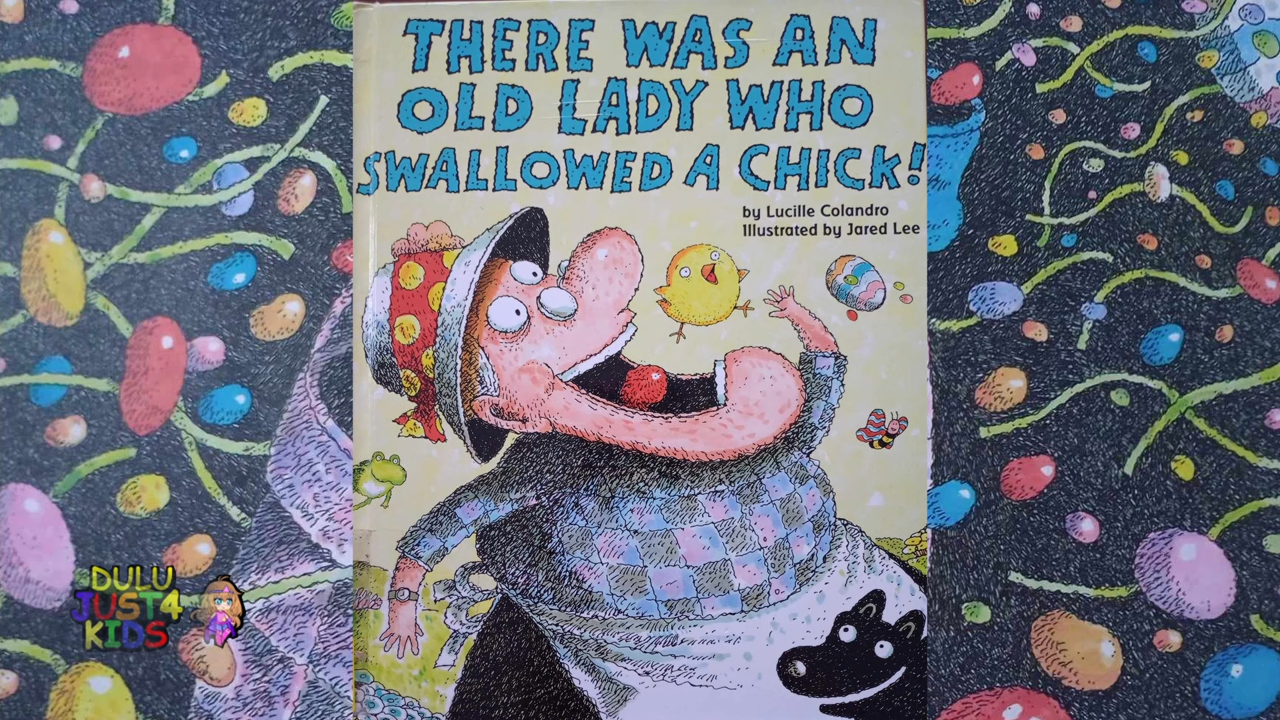 THERE WAS AN
OLD LADY WHO
SWALLOWED A CHICK!
by Lucille Colandro
Illustrated by Jared Lee
DULU
JUST4
KIDS